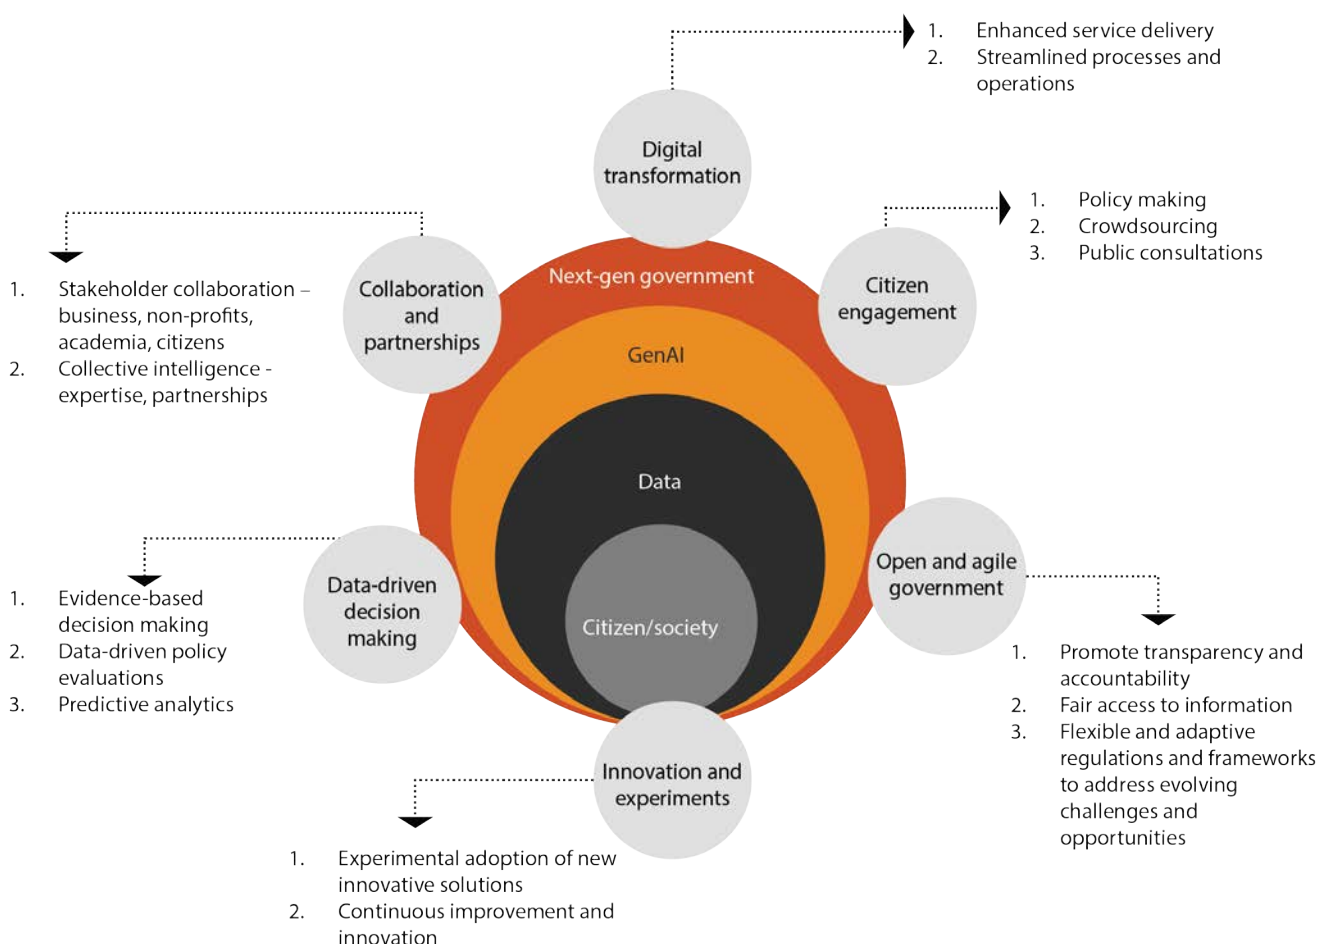 1. Enhanced service delivery
2. Streamlined processes and
operations
Digital
transformation
1. Policy making
2. Crowdsourcing
3. Public consultations
Citizen
engagement
Collaboration
and
partnerships
1. Stakeholder collaboration –
business, non-profits,
academia, citizens
2. Collective intelligence -
expertise, partnerships
Next-gen government
GenAI
Data
Citizen/society
Open and agile
government
1. Promote transparency and
accountability
2. Fair access to information
3. Flexible and adaptive
regulations and frameworks
to address evolving
challenges and
opportunities
Data-driven
decision
making
1. Evidence-based
decision making
2. Data-driven policy
evaluations
3. Predictive analytics
Innovation and
experiments
1. Experimental adoption of new
innovative solutions
2. Continuous improvement and
innovation